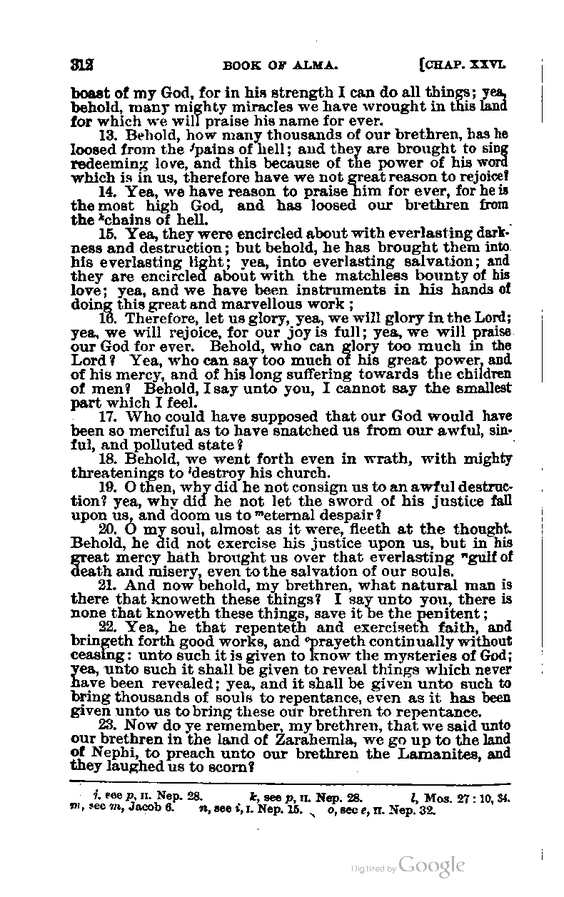 312 BOOK OF ALMA. [CHAP. XXVI.
boast of my God, for in his strength I can do all things; yea,
behold, many mighty miracles we have wrought in this land
for which we will praise his name for ever.
13. Behold, how many thousands of our brethren, has he
loosed from the ʲpains of hell; and they are brought to sing
redeeming love, and this because of the power of his word
which is in us, therefore have we not great reason to rejoice?
14. Yea, we have reason to praise him for ever, for he is
the most high God, and has loosed our brethren from
the ᵏchains of hell.
15. Yea, they were encircled about with everlasting dark-
ness and destruction; but behold, he has brought them into
his everlasting light; yea, into everlasting salvation; and
they are encircled about with the matchless bounty of his
love; yea, and we have been instruments in his hands of
doing this great and marvellous work;
16. Therefore, let us glory, yea, we will glory in the Lord;
yea, we will rejoice, for our joy is full; yea, we will praise
our God for ever. Behold, who can glory too much in the
Lord? Yea, who can say too much of his great power, and
of his mercy, and of his long suffering towards the children
of men? Behold, I say unto you, I cannot say the smallest
part which I feel.
17. Who could have supposed that our God would have
been so merciful as to have snatched us from our awful, sin-
ful, and polluted state?
18. Behold, we went forth even in wrath, with mighty
threatenings to ˡdestroy his church.
19. O then, why did he not consign us to an awful destruc-
tion? yea, why did he not let the sword of his justice fall
upon us, and doom us to ᵐeternal despair?
20. O my soul, almost as it were, fleeth at the thought.
Behold, he did not exercise his justice upon us, but in his
great mercy hath brought us over that everlasting ⁿgulf of
death and misery, even to the salvation of our souls.
21. And now behold, my brethren, what natural man is
there that knoweth these things? I say unto you, there is
none that knoweth these things, save it be the penitent;
22. Yea, he that repenteth and exerciseth faith, and
bringeth forth good works, and ᵒprayeth continually without
ceasing: unto such it is given to know the mysteries of God;
yea, unto such it shall be given to reveal things which never
have been revealed; yea, and it shall be given unto such to
bring thousands of souls to repentance, even as it has been
given unto us to bring these our brethren to repentance.
23. Now do ye remember, my brethren, that we said unto
our brethren in the land of Zarahemla, we go up to the land
of Nephi, to preach unto our brethren the Lamanites, and
they laughed us to scorn?
j, see p, II. Nep. 28. k, see p, II. Nep. 28. l, Mos. 27: 10, 34.
m, see m, Jacob 6. n, see i, I. Nep. 15. o, see e, II. Nep. 32.
Digitized by Google